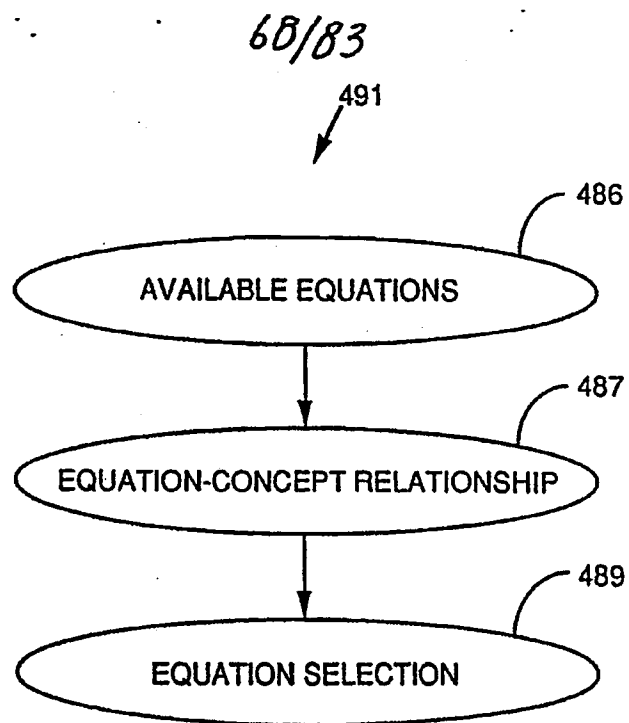 68/83
491
486
AVAILABLE EQUATIONS
487
EQUATION-CONCEPT RELATIONSHIP
489
EQUATION SELECTION